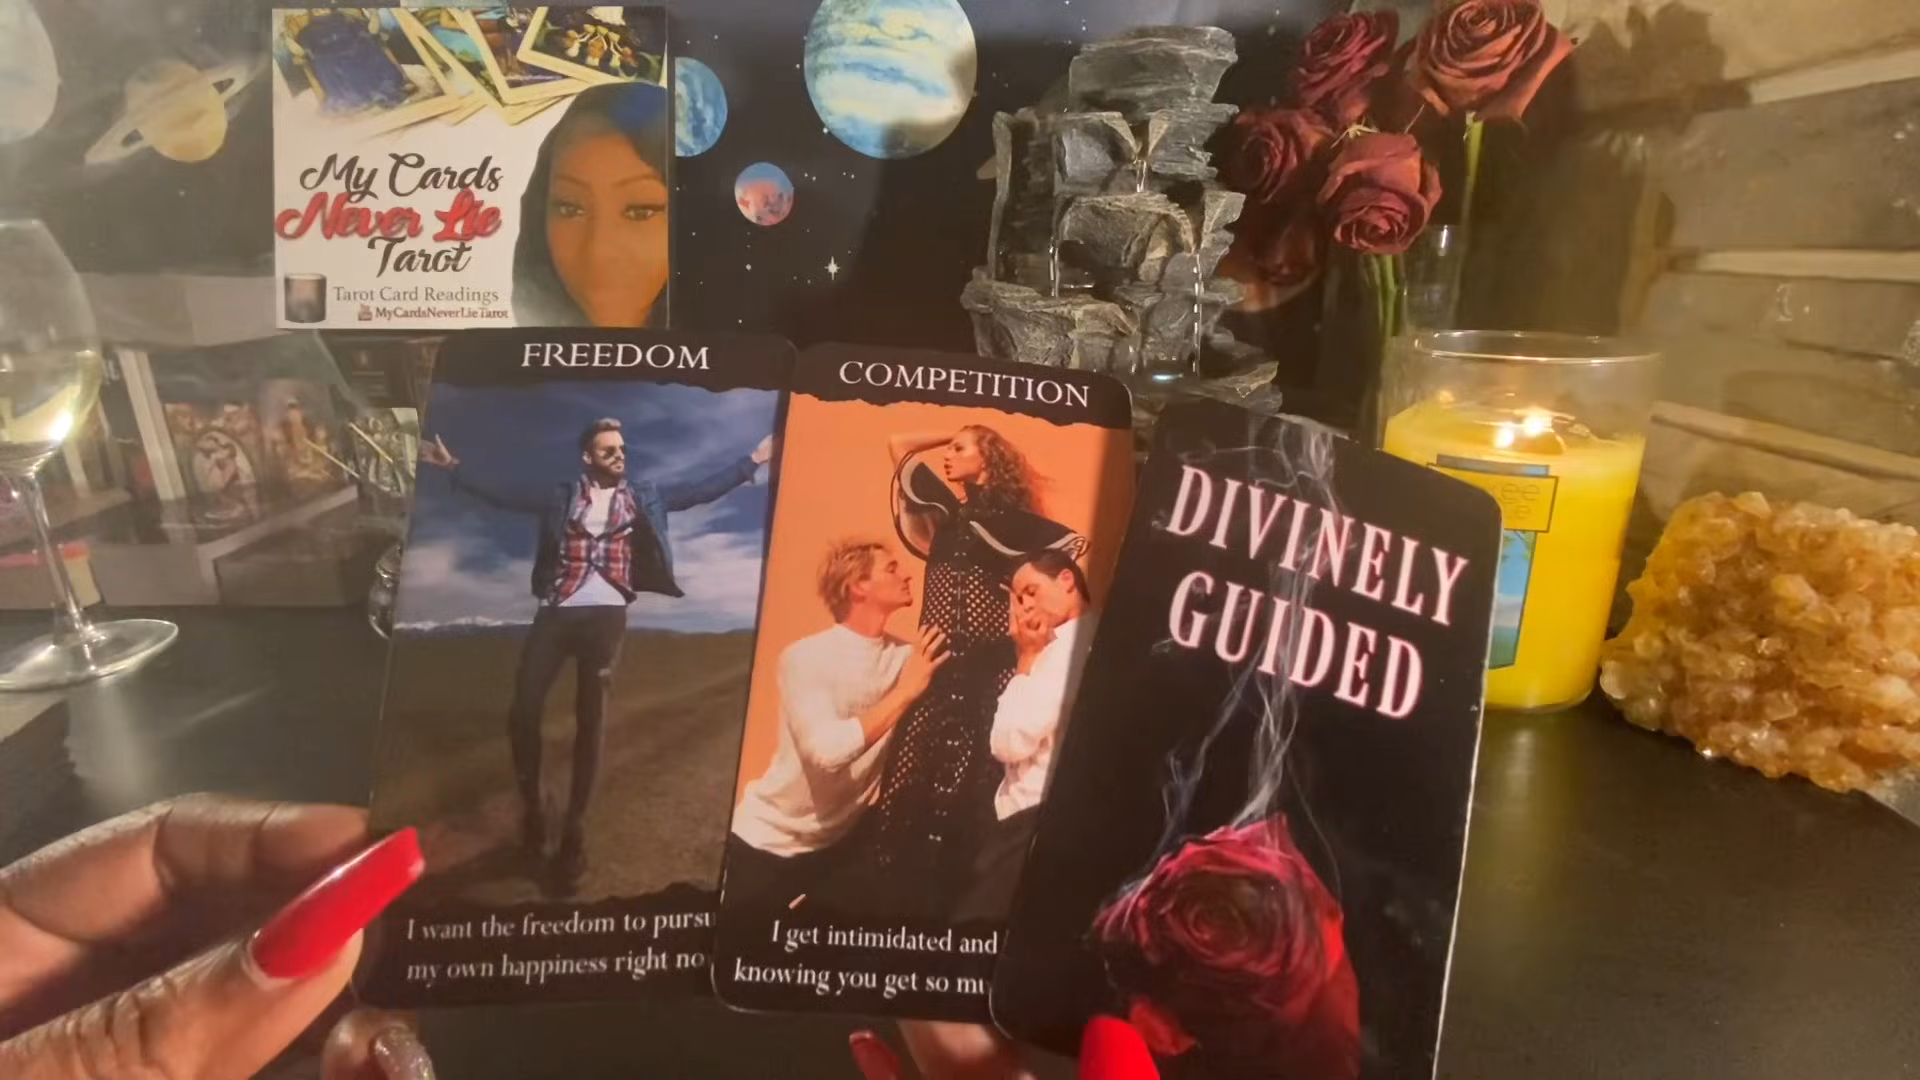 My Cards
Never Lie
Tarot
Tarot Card Readings
MyCardsNeverLieTarot
FREEDOM
I want the freedom to pursu
my own happiness right no
COMPETITION
I get intimidated and
knowing you get so mu
DIVINELY
GUIDED